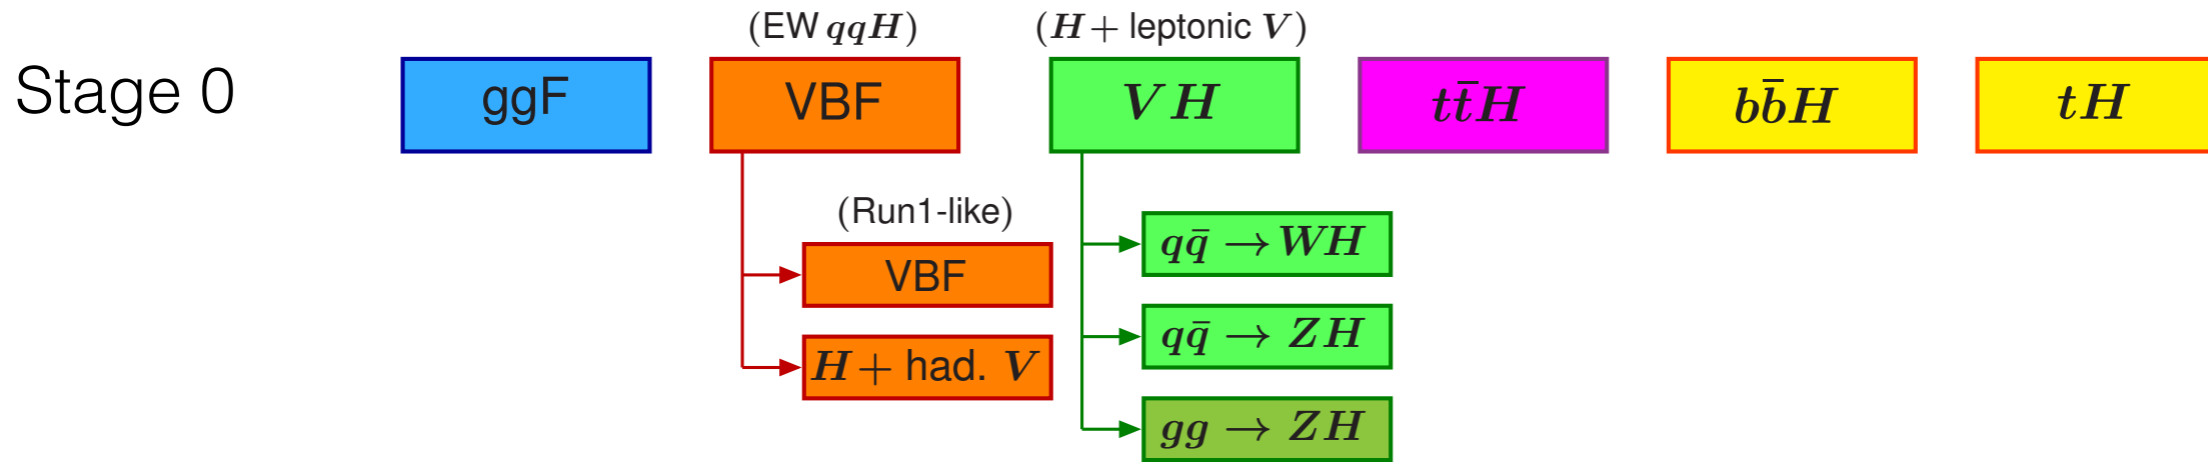 (EW qqH) (H + leptonic V)
Stage 0 ggF VBF VH tt̄H bb̄H tH
(Run1-like)
VBF
H + had. V
qq̄ → WH
qq̄ → ZH
gg → ZH